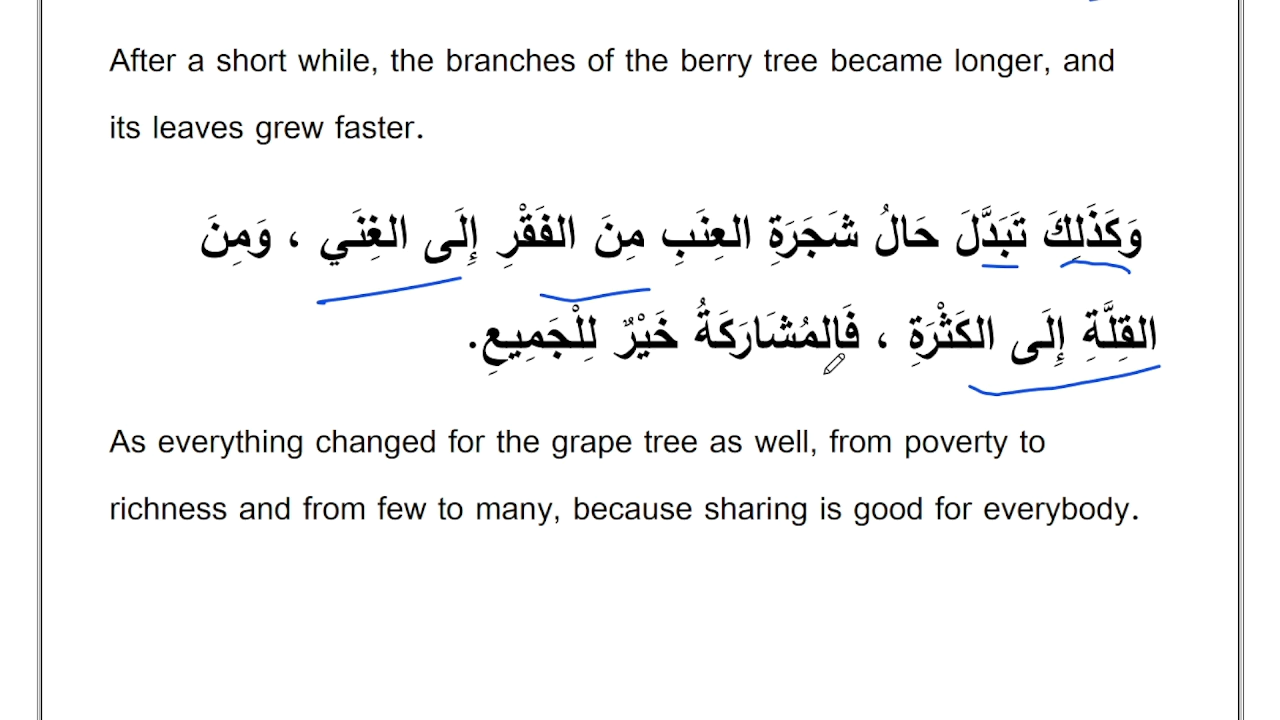 After a short while, the branches of the berry tree became longer, and
its leaves grew faster.
وَكَذَلِكَ تَبَدَّلَ حَالُ شَجَرَةِ العِنَبِ مِنَ الفَقْرِ إِلَى الغِنَي ، وَمِنَ
القِلَّةِ إِلَى الكَثْرَةِ ، فَالمُشَارَكَةُ خَيْرٌ لِلْجَمِيعِ.
As everything changed for the grape tree as well, from poverty to
richness and from few to many, because sharing is good for everybody.